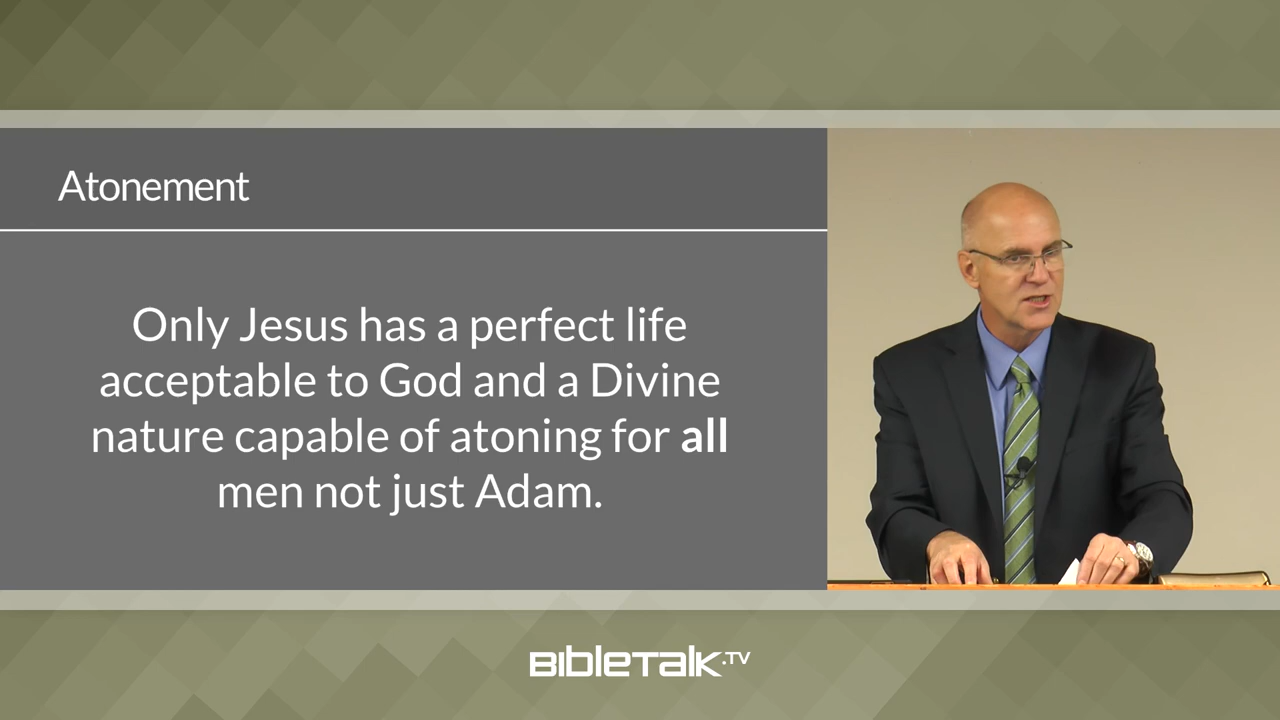 Atonement
Only Jesus has a perfect life
acceptable to God and a Divine
nature capable of atoning for all
men not just Adam.
BibleTalk.TV